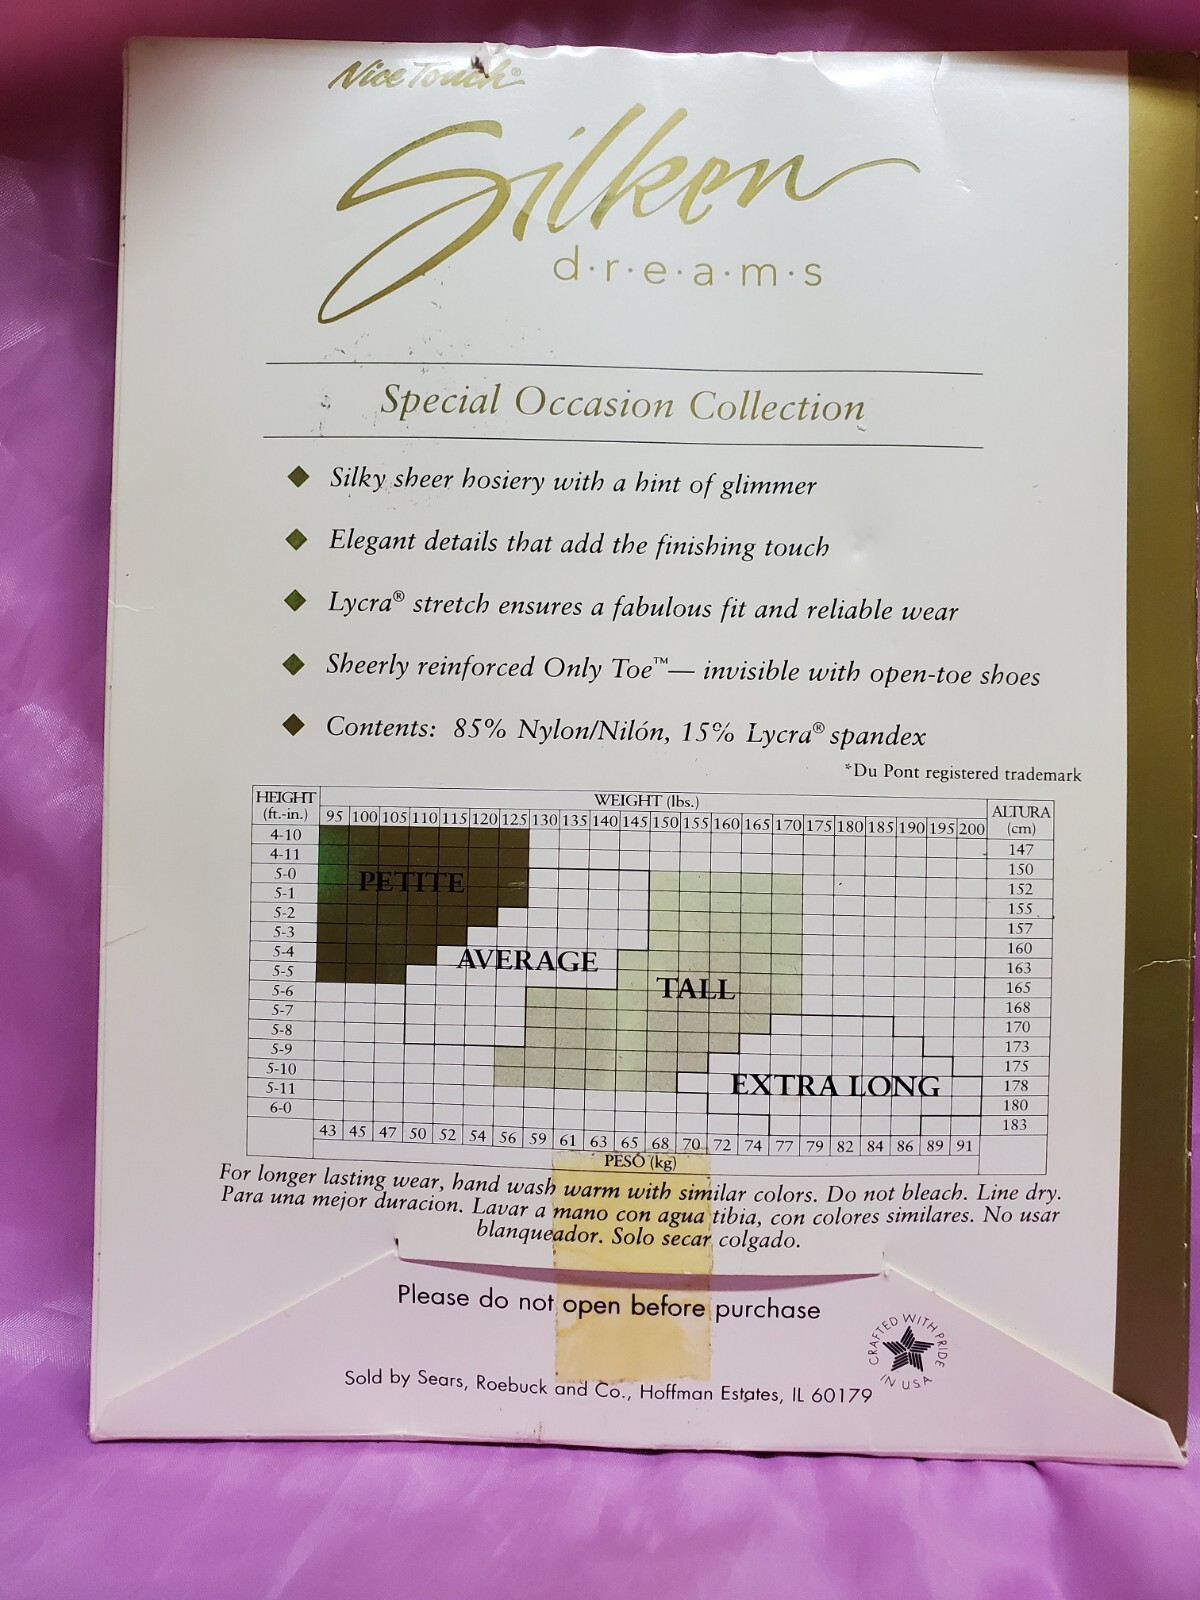 Nice Touch®
Silken
d·r·e·a·m·s
Special Occasion Collection
Silky sheer hosiery with a hint of glimmer
Elegant details that add the finishing touch
Lycra® stretch ensures a fabulous fit and reliable wear
Sheerly reinforced Only Toe™— invisible with open-toe shoes
Contents: 85% Nylon/Nilón, 15% Lycra® spandex
*Du Pont registered trademark
HEIGHT (ft.-in.)
WEIGHT (lbs.)
ALTURA (cm)
95 100 105 110 115 120 125 130 135 140 145 150 155 160 165 170 175 180 185 190 195 200
4-10 147
4-11 150
5-0 152
5-1 155
5-2 157
5-3 160
5-4 163
5-5 165
5-6 168
5-7 170
5-8 173
5-9 175
5-10 178
5-11 180
6-0 183
PETITE
AVERAGE
TALL
EXTRA LONG
43 45 47 50 52 54 56 59 61 63 65 68 70 72 74 77 79 82 84 86 89 91
PESO (kg)
For longer lasting wear, hand wash warm with similar colors. Do not bleach. Line dry.
Para una mejor duracion. Lavar a mano con agua tibia, con colores similares. No usar
blanqueador. Solo secar colgado.
Please do not open before purchase
CRAFTED WITH PRIDE IN U.S.A.
Sold by Sears, Roebuck and Co., Hoffman Estates, IL 60179